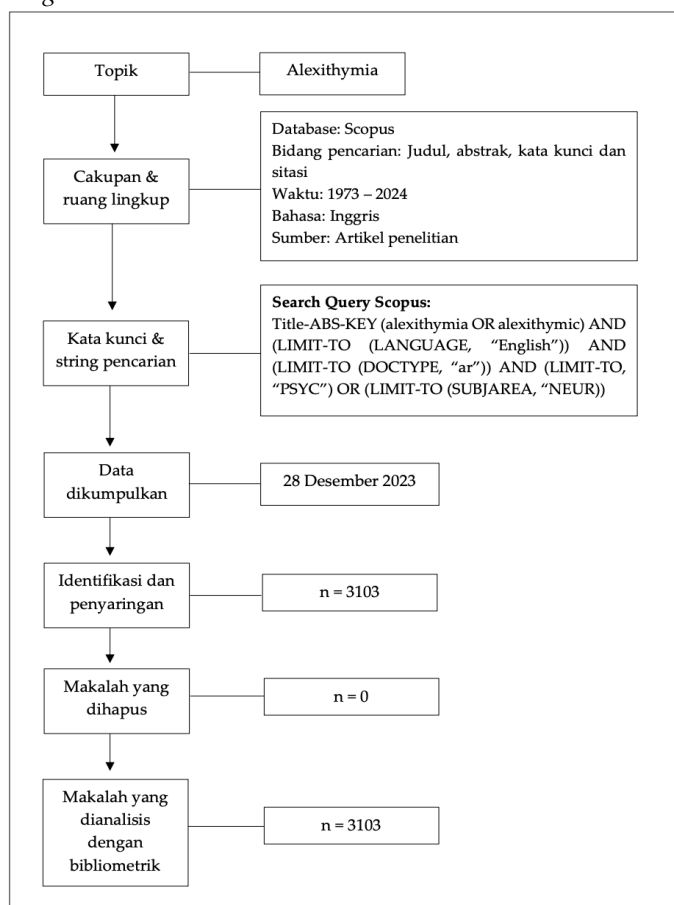 Topik
Alexithymia
Cakupan &
ruang lingkup
Database: Scopus
Bidang pencarian: Judul, abstrak, kata kunci dan
sitasi
Waktu: 1973 – 2024
Bahasa: Inggris
Sumber: Artikel penelitian
Kata kunci &
string pencarian
Search Query Scopus:
Title-ABS-KEY (alexithymia OR alexithymic) AND
(LIMIT-TO (LANGUAGE, “English”)) AND
(LIMIT-TO (DOCTYPE, “ar”)) AND (LIMIT-TO,
“PSYC”) OR (LIMIT-TO (SUBJAREA, “NEUR))
Data
dikumpulkan
28 Desember 2023
Identifikasi dan
penyaringan
n = 3103
Makalah yang
dihapus
n = 0
Makalah yang
dianalisis
dengan
bibliometrik
n = 3103